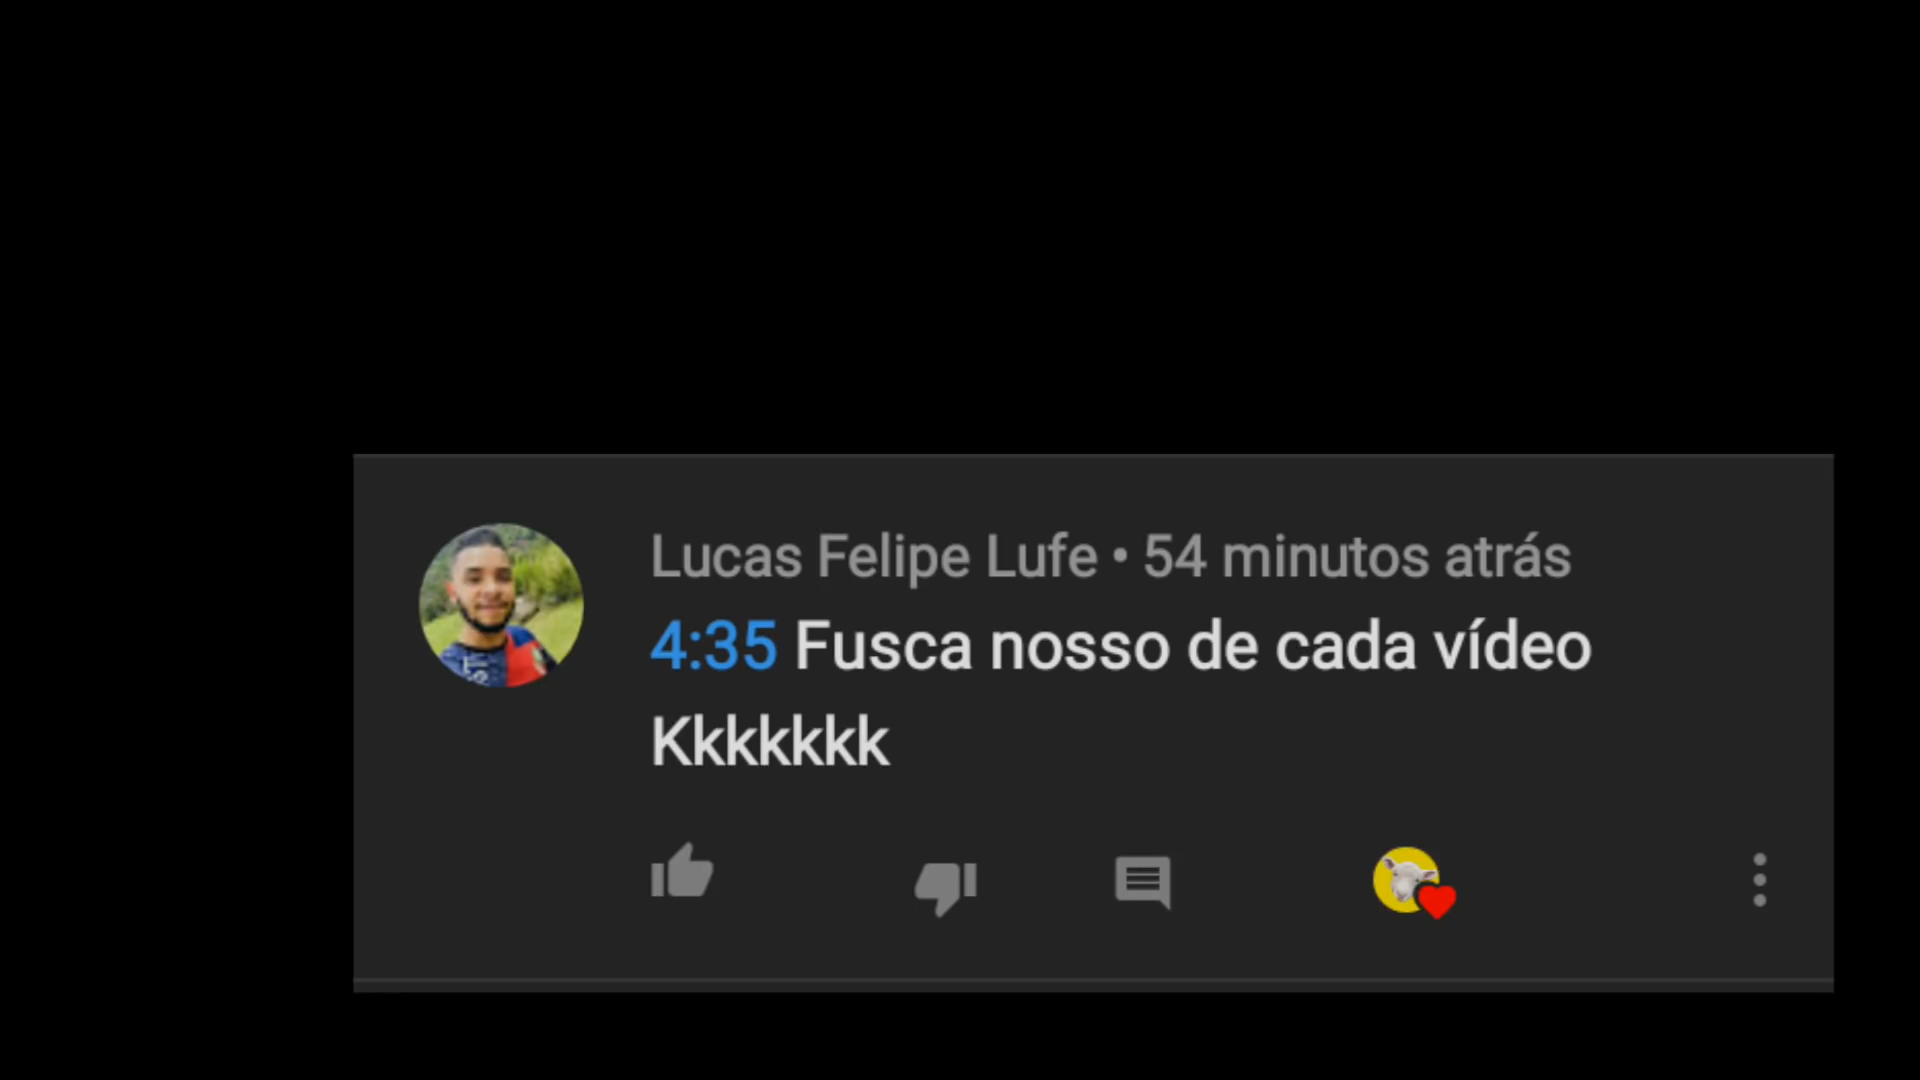 Lucas Felipe Lufe • 54 minutos atrás
4:35 Fusca nosso de cada vídeo
Kkkkkkk